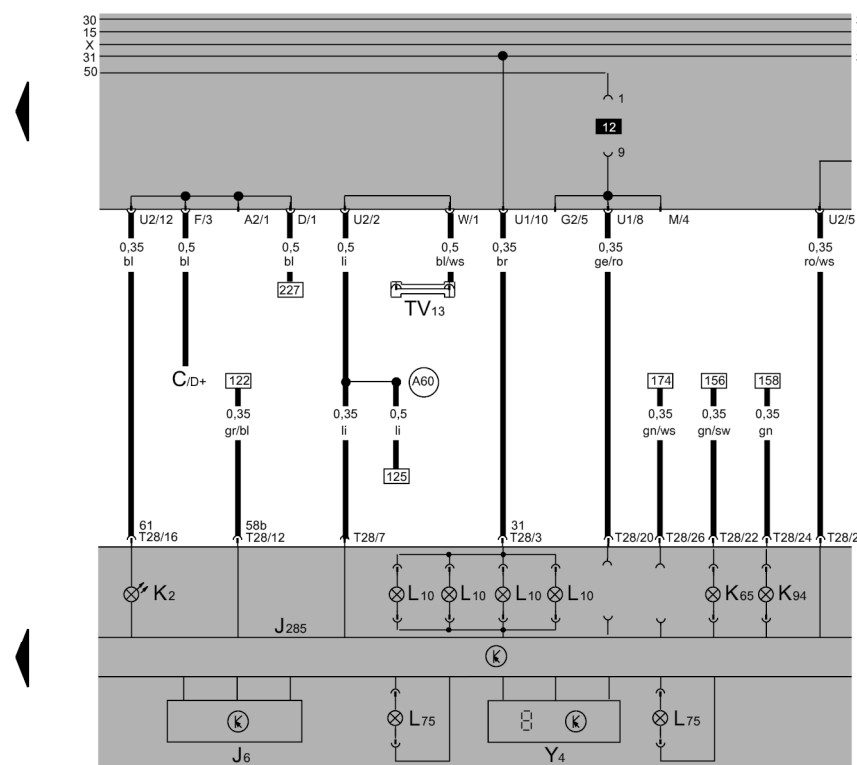 30
15
X
31
50
1
12
9
U2/12 F/3 A2/1 D/1 U2/2 W/1 U1/10 G2/5 U1/8 M/4 U2/5
0,35 0,5 0,5 0,5 0,5 0,35 0,35 0,35
bl bl bl li bl/ws br ge/ro ro/ws
227
TV13
C/D+ 122 A60 174 156 158
0,35 0,35 0,5 0,35 0,35 0,35
gr/bl li li gn/ws gn/sw gn
125
61 58b 31
T28/16 T28/12 T28/7 T28/3 T28/20 T28/26 T28/22 T28/24 T28/2
K2 L10 L10 L10 L10 K65 K94
J285
K
K L75 8 K L75
J6 Y4